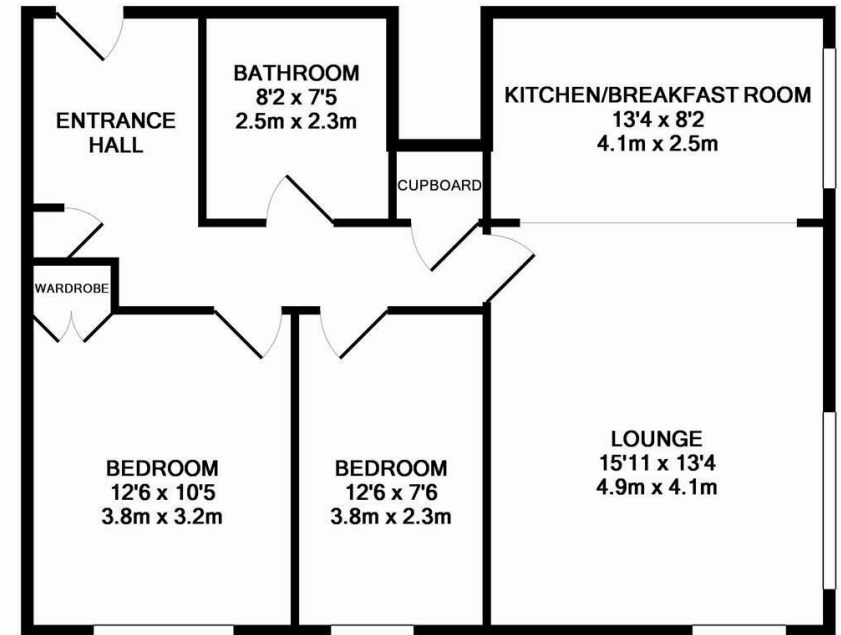 BATHROOM
8'2 x 7'5
2.5m x 2.3m
KITCHEN/BREAKFAST ROOM
13'4 x 8'2
4.1m x 2.5m
ENTRANCE
HALL
CUPBOARD
WARDROBE
BEDROOM
12'6 x 10'5
3.8m x 3.2m
BEDROOM
12'6 x 7'6
3.8m x 2.3m
LOUNGE
15'11 x 13'4
4.9m x 4.1m